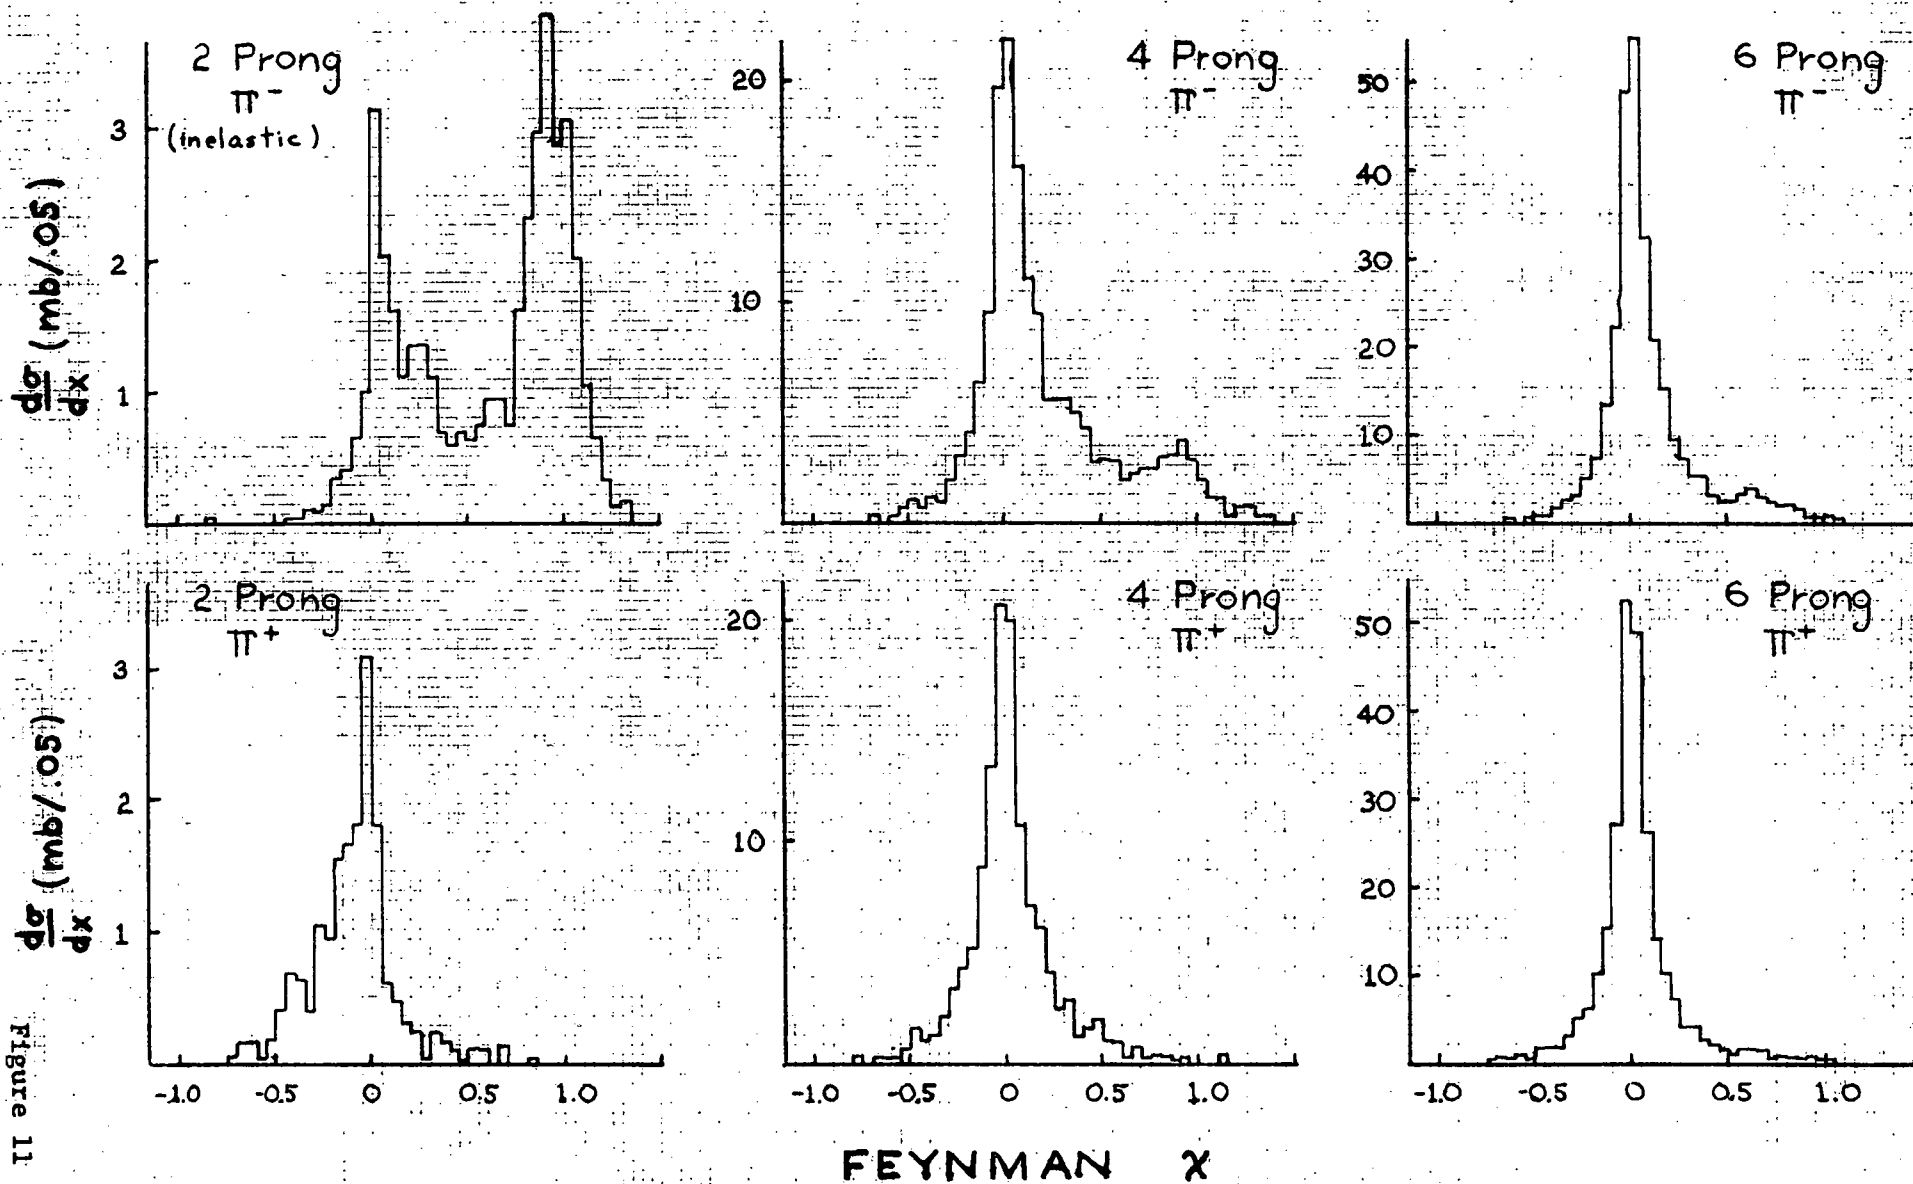 2 Prong
π⁻
(inelastic)
3
2
1
dσ/dx (mb/.05)
4 Prong
π⁻
20
10
6 Prong
π⁻
50
40
30
20
10
2 Prong
π⁺
3
2
1
dσ/dx (mb/.05)
-1.0 -0.5 0 0.5 1.0
4 Prong
π⁺
20
10
-1.0 -0.5 0 0.5 1.0
6 Prong
π⁺
50
40
30
20
10
-1.0 -0.5 0 0.5 1.0
FEYNMAN x
Figure 11